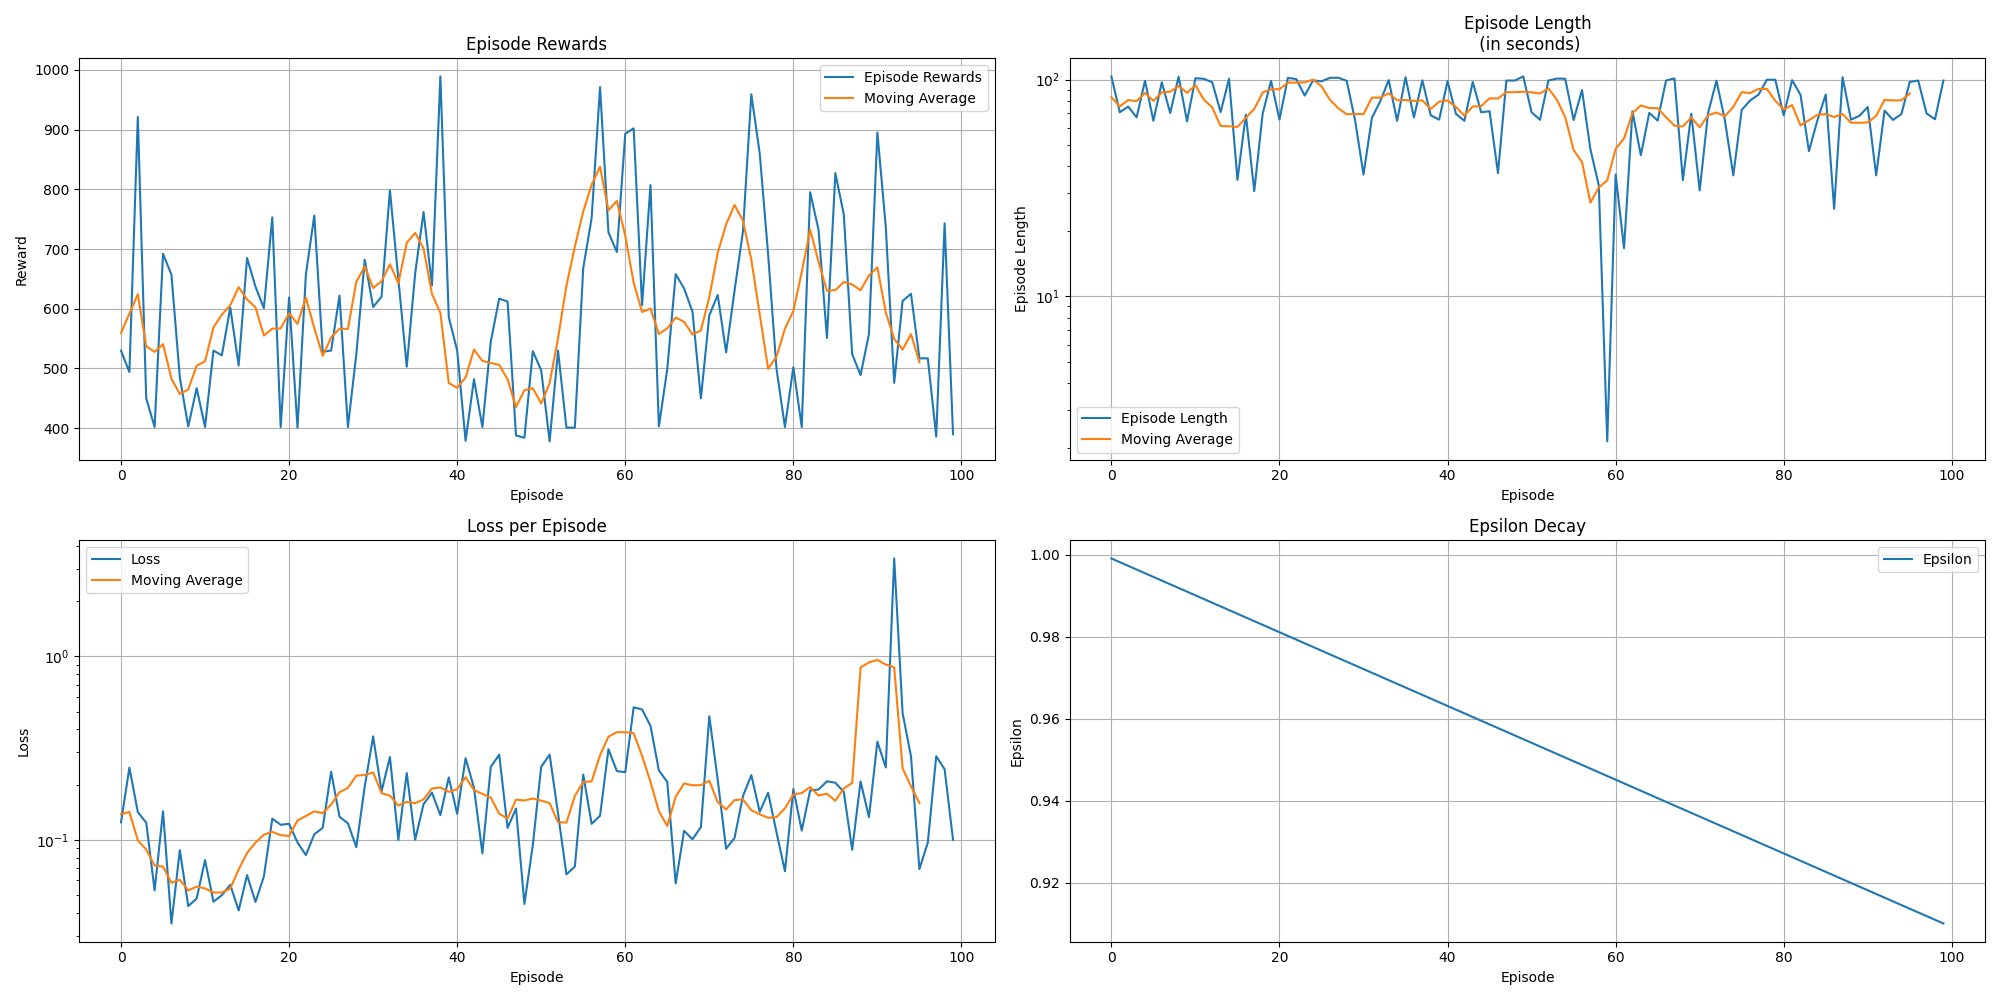 Episode Rewards
1000
900
800
700
600
500
400
Reward
0
20
40
60
80
100
Episode
Episode Rewards
Moving Average
Episode Length
(in seconds)
10²
10¹
Episode Length
0
20
40
60
80
100
Episode
Episode Length
Moving Average
Loss per Episode
10⁰
10⁻¹
Loss
0
20
40
60
80
100
Episode
Loss
Moving Average
Epsilon Decay
1.00
0.98
0.96
0.94
0.92
Epsilon
0
20
40
60
80
100
Episode
Epsilon